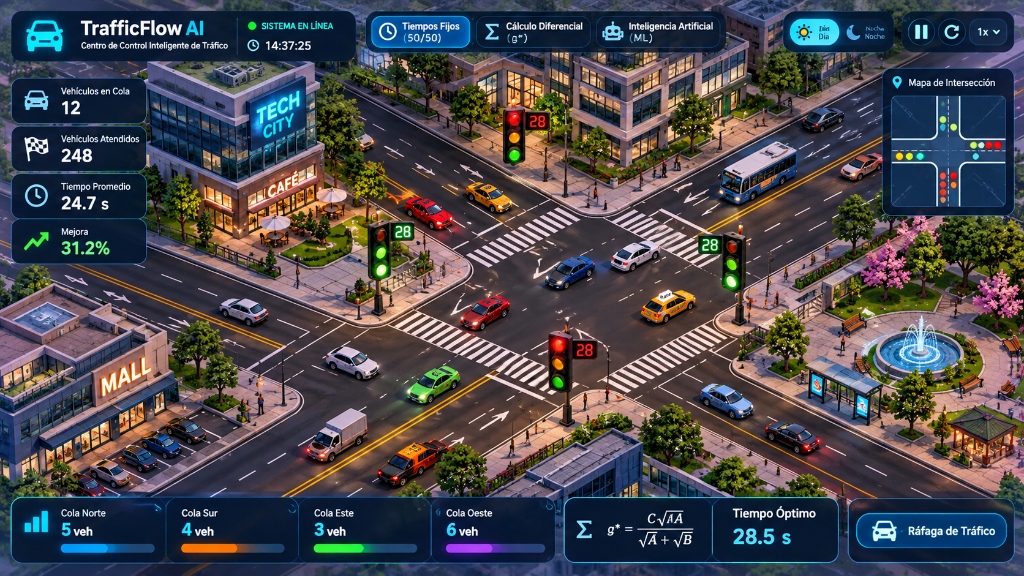 TrafficFlow AI
Centro de Control Inteligente de Tráfico
SISTEMA EN LÍNEA
14:37:25
Tiempos Fijos
(50/50)
Cálculo Diferencial
(g*)
Inteligencia Artificial
(ML)
Día
Noche
Noche
1x
Vehículos en Cola
12
Vehículos Atendidos
248
Tiempo Promedio
24.7 s
Mejora
31.2%
Mapa de Intersección
TECH
CITY
CAFÉ
MALL
28
28
28
28
Cola Norte
5 veh
Cola Sur
4 veh
Cola Este
3 veh
Cola Oeste
6 veh
Σ g* =
√A + √B
Tiempo Óptimo
28.5 s
Ráfaga de Tráfico